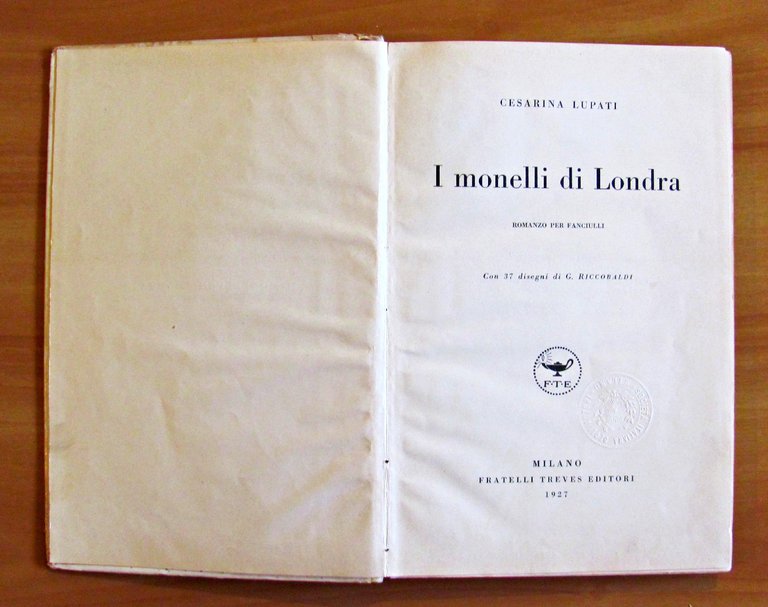 CESARINA LUPATI
I monelli di Londra
ROMANZO PER FANCIULLI
Con 37 disegni di G. RICCOBALDI
F·T·E
MILANO
FRATELLI TREVES EDITORI
1927